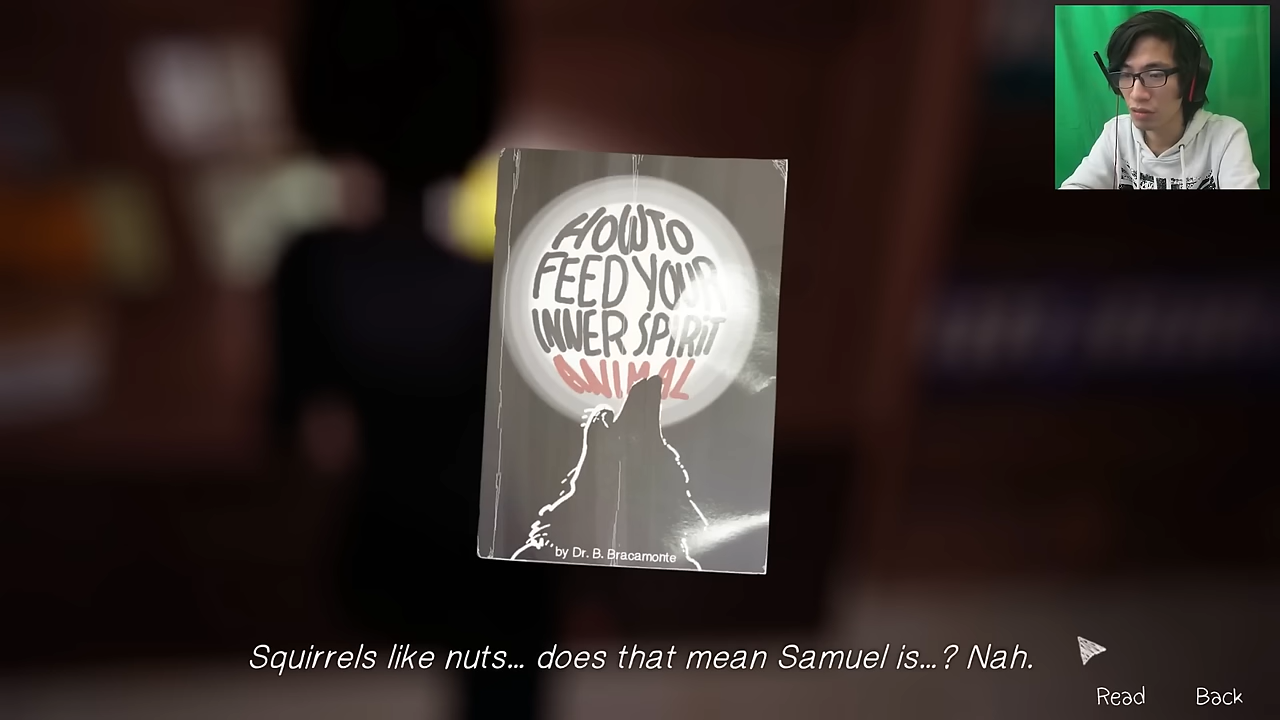 HOW TO
FEED YOUR
INNER SPIRIT
ANIMAL
by Dr. B. Bracamonte
Squirrels like nuts... does that mean Samuel is...? Nah.
Read Back